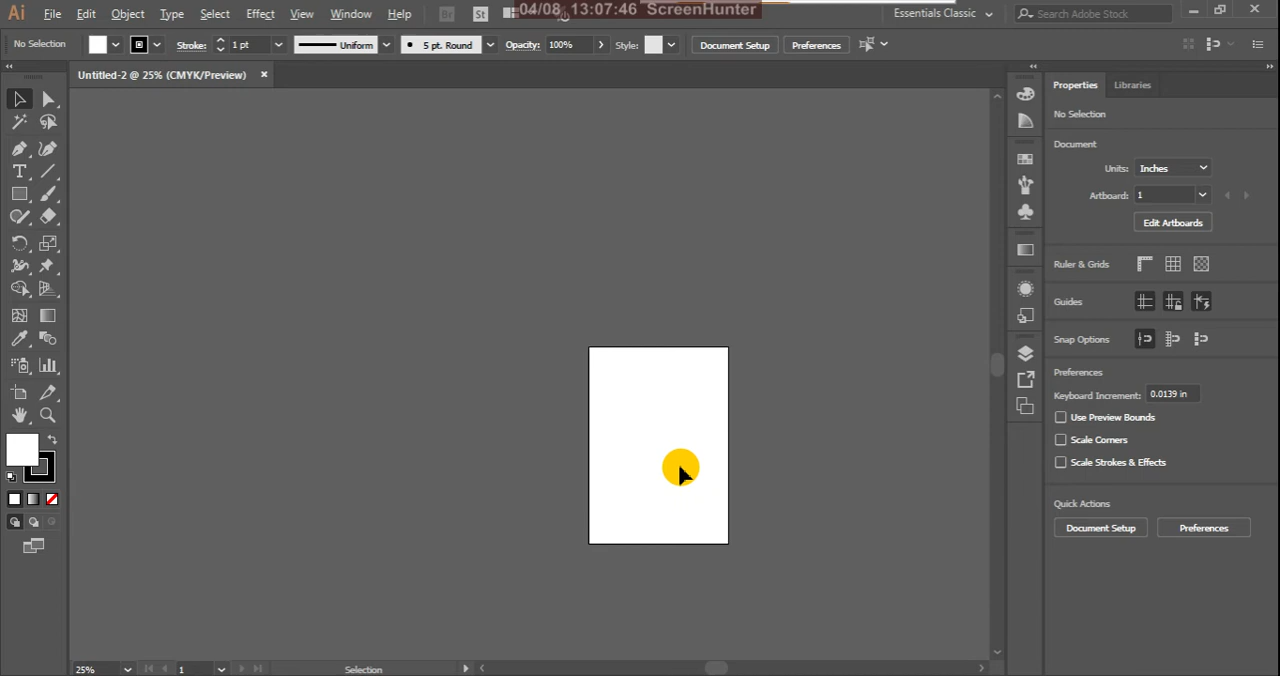 04/08 13:07:46 ScreenHunter
Ai File Edit Object Type Select Effect View Window Help Br St Essentials Classic Search Adobe Stock
No Selection Stroke: 1 pt Uniform 5 pt. Round Opacity: 100% Style: Document Setup Preferences
Untitled-2 @ 25% (CMYK/Preview)
Properties Libraries
No Selection
Document
Units: Inches
Artboard: 1
Edit Artboards
Ruler & Grids
Guides
Snap Options
Preferences
Keyboard Increment: 0.0139 in
Use Preview Bounds
Scale Corners
Scale Strokes & Effects
Quick Actions
Document Setup Preferences
25% 1 Selection